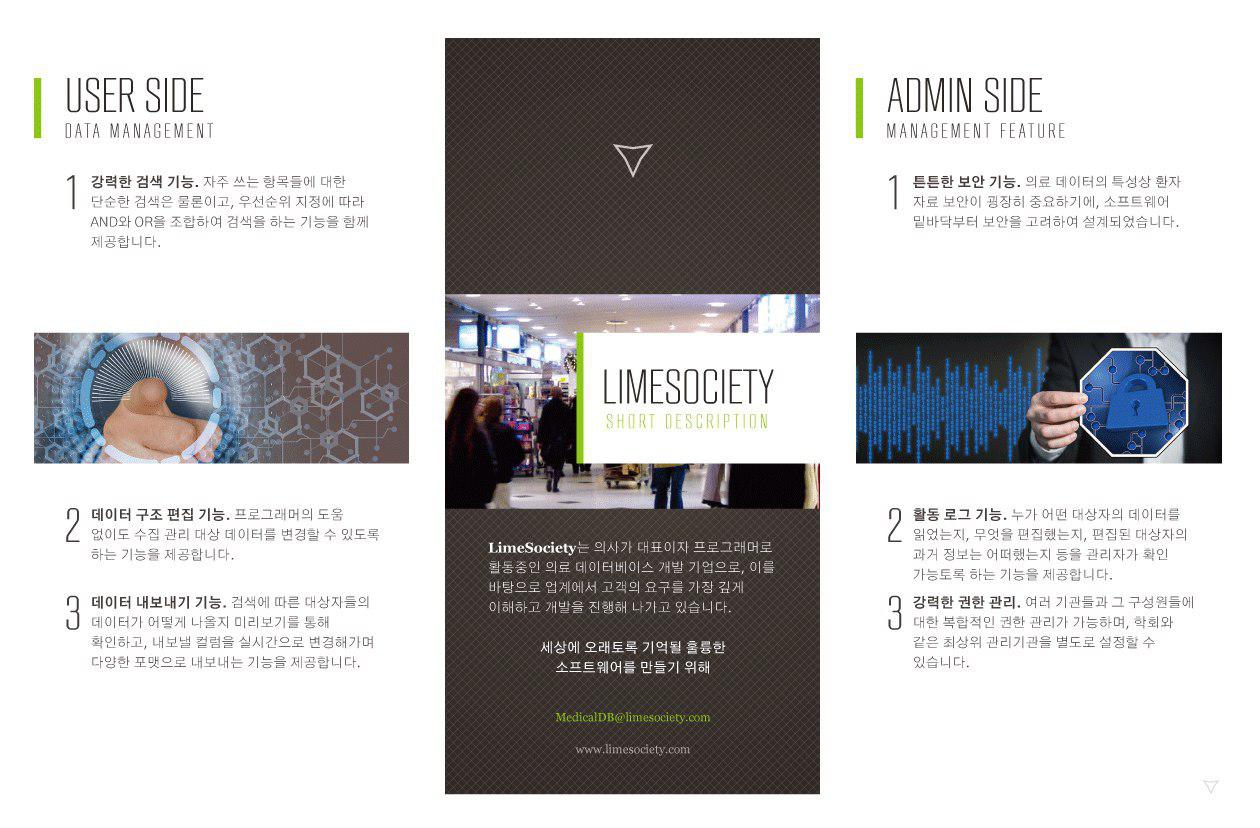 USER SIDE
DATA MANAGEMENT
1
강력한 검색 기능. 자주 쓰는 항목들에 대한
단순한 검색은 물론이고, 우선순위 지정에 따라
AND와 OR을 조합하여 검색을 하는 기능을 함께
제공합니다.
2
데이터 구조 편집 기능. 프로그래머의 도움
없이도 수집 관리 대상 데이터를 변경할 수 있도록
하는 기능을 제공합니다.
3
데이터 내보내기 기능. 검색에 따른 대상자들의
데이터가 어떻게 나올지 미리보기를 통해
확인하고, 내보낼 컬럼을 실시간으로 변경해가며
다양한 포맷으로 내보내는 기능을 제공합니다.
LIMESOCIETY
SHORT DESCRIPTION
LimeSociety는 의사가 대표이자 프로그래머로
활동중인 의료 데이터베이스 개발 기업으로, 이를
바탕으로 업계에서 고객의 요구를 가장 깊게
이해하고 개발을 진행해 나가고 있습니다.
세상에 오래토록 기억될 훌륭한
소프트웨어를 만들기 위해
MedicalDB@limesociety.com
www.limesociety.com
ADMIN SIDE
MANAGEMENT FEATURE
1
튼튼한 보안 기능. 의료 데이터의 특성상 환자
자료 보안이 굉장히 중요하기에, 소프트웨어
밑바닥부터 보안을 고려하여 설계되었습니다.
2
활동 로그 기능. 누가 어떤 대상자의 데이터를
읽었는지, 무엇을 편집했는지, 편집된 대상자의
과거 정보는 어떠했는지 등을 관리자가 확인
가능토록 하는 기능을 제공합니다.
3
강력한 권한 관리. 여러 기관들과 그 구성원들에
대한 복합적인 권한 관리가 가능하며, 학회와
같은 최상위 관리기관을 별도로 설정할 수
있습니다.